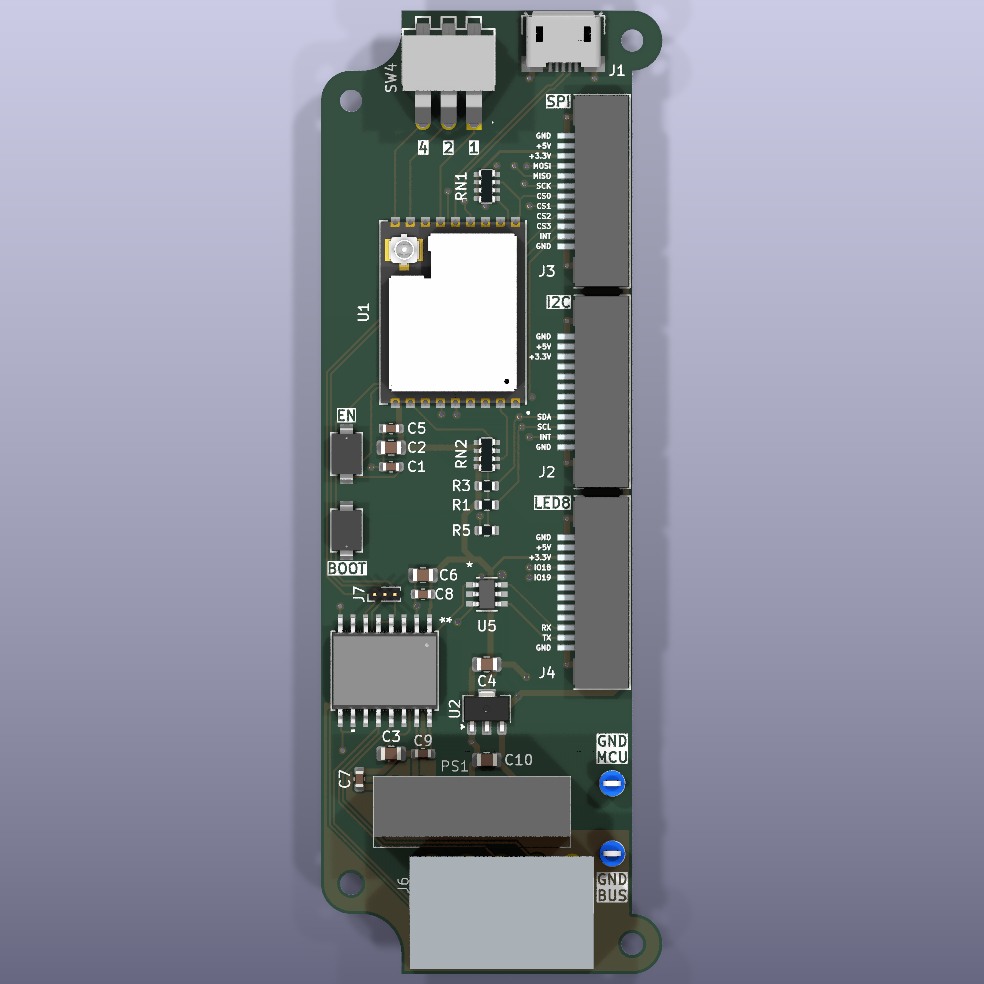 J1
SW4
SPI
4 2 1
GND
+5V
+3.3V
MOSI
MISO
SCK
CS0
CS1
CS2
CS3
INT
GND
RN1
J3
U1
I2C
GND
+5V
+3.3V
SDA
SCL
INT
GND
J2
EN
C5
C2
C1
RN2
R3
R1
R5
LED8
GND
+5V
+3.3V
IO18
IO19
RX
TX
GND
J4
BOOT
J7
C6
C8
*
**
U5
C4
U2
*
C3
C9
C10
PS1
C7
GND
MCU
J6
GND
BUS